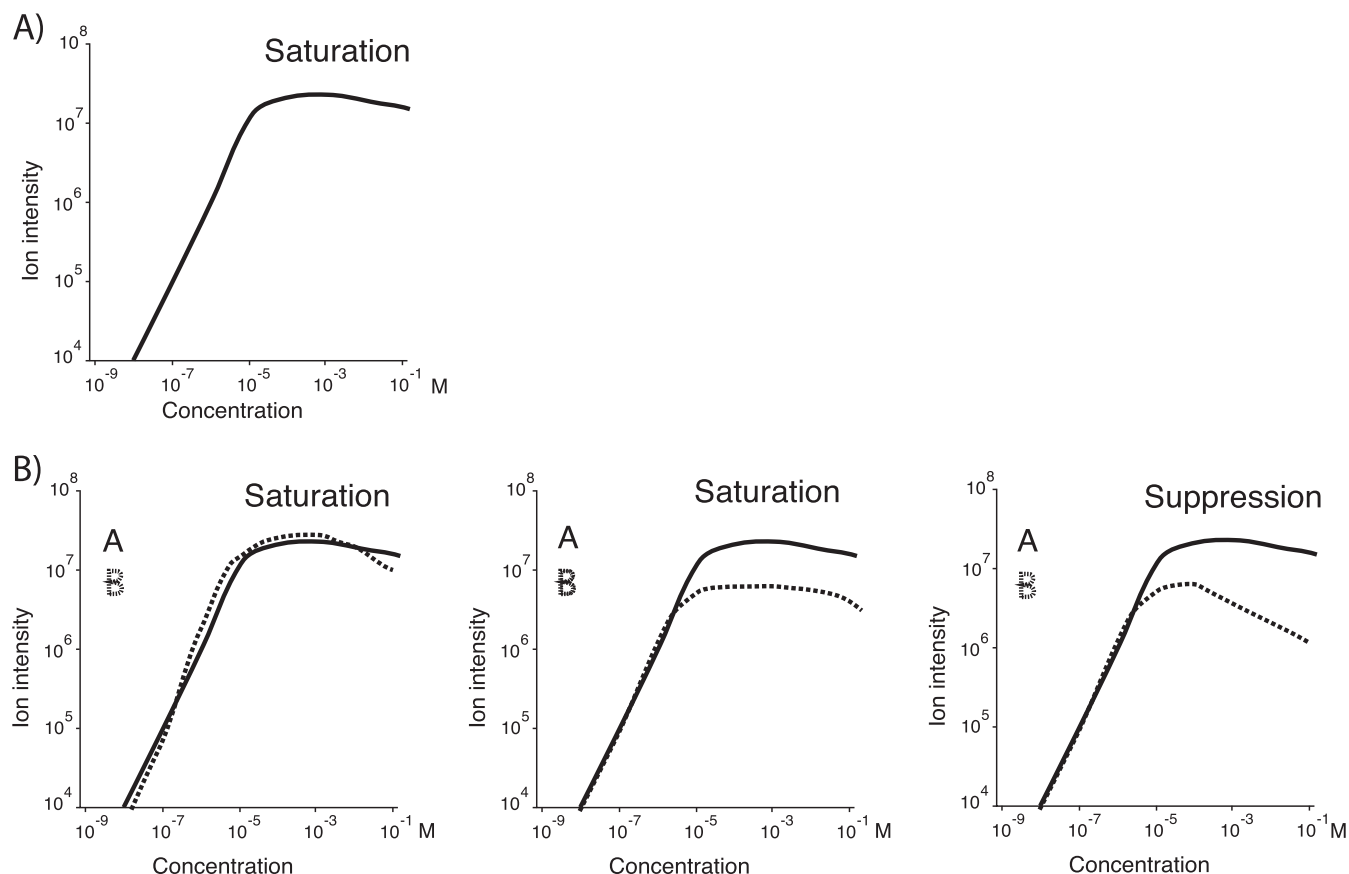 A)
Saturation
Ion intensity
10^8
10^7
10^6
10^5
10^4
10^-9 10^-7 10^-5 10^-3 10^-1 M
Concentration
B)
Saturation
A
B
Ion intensity
10^8
10^7
10^6
10^5
10^4
10^-9 10^-7 10^-5 10^-3 10^-1 M
Concentration
Saturation
A
B
Ion intensity
10^8
10^7
10^6
10^5
10^4
10^-9 10^-7 10^-5 10^-3 10^-1 M
Concentration
Suppression
A
B
Ion intensity
10^8
10^7
10^6
10^5
10^4
10^-9 10^-7 10^-5 10^-3 10^-1 M
Concentration